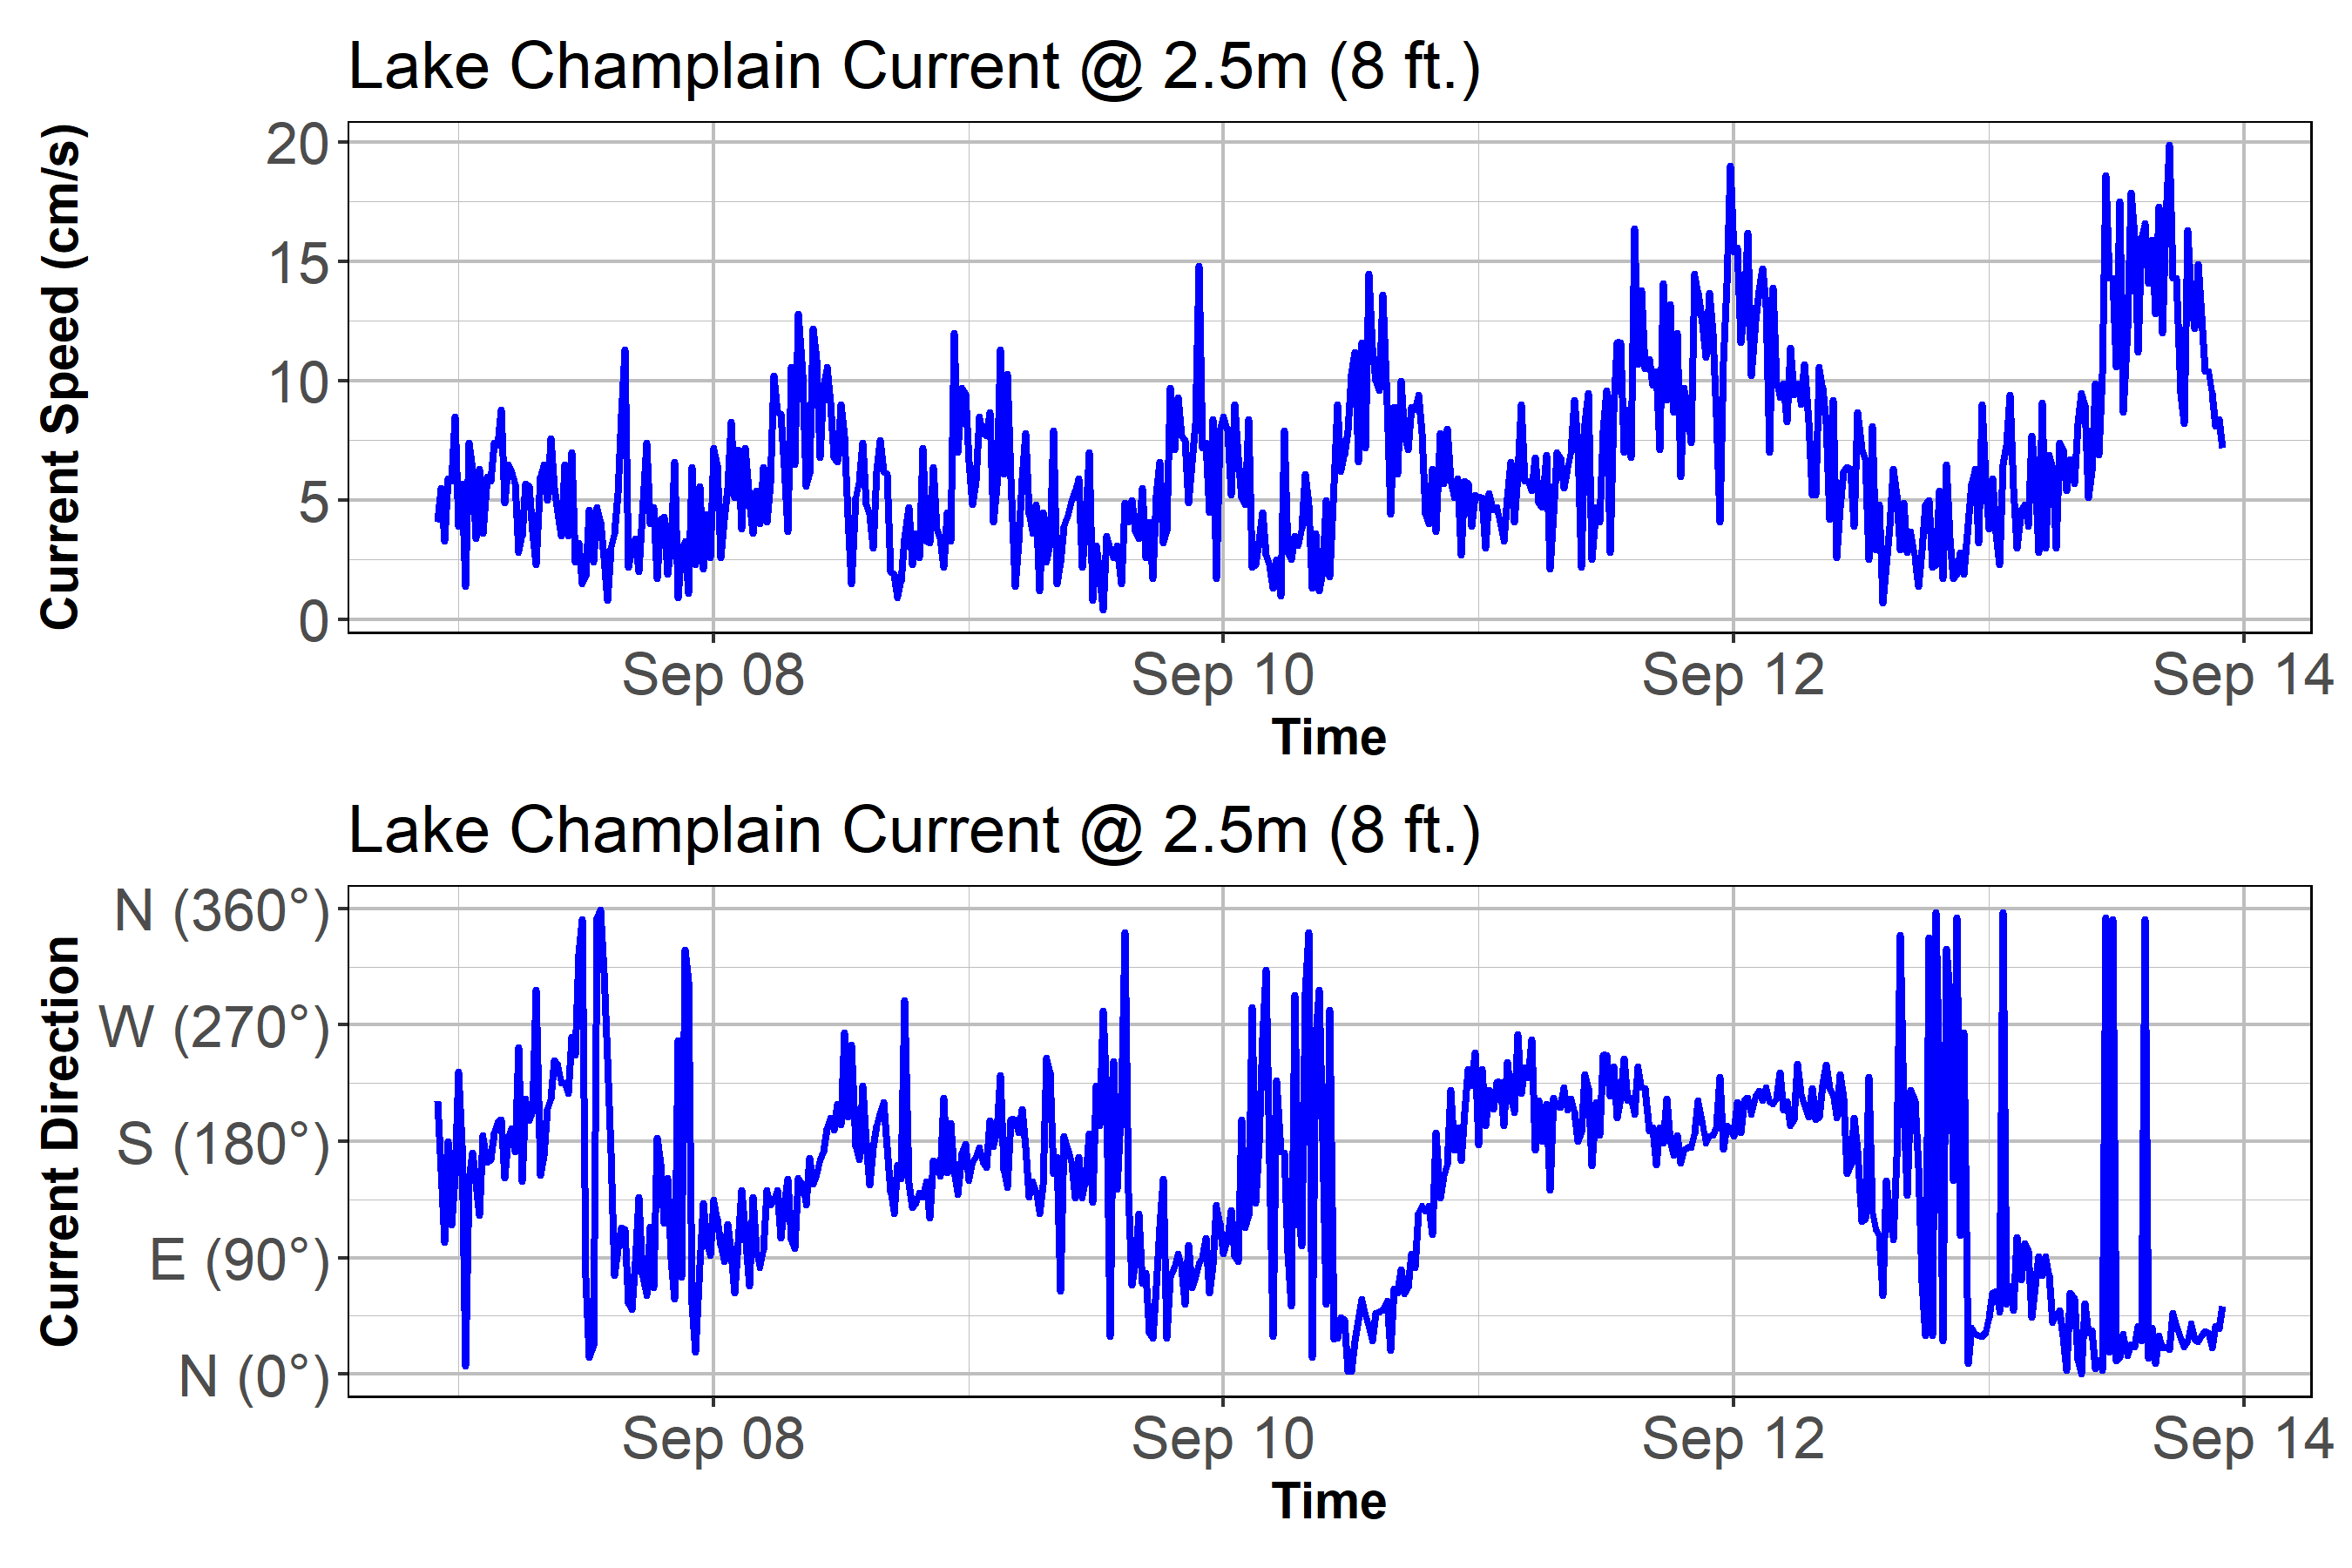 Lake Champlain Current @ 2.5m (8 ft.)
Current Speed (cm/s)
20
15
10
5
0
Sep 08 Sep 10 Sep 12 Sep 14
Time
Lake Champlain Current @ 2.5m (8 ft.)
Current Direction
N (360°)
W (270°)
S (180°)
E (90°)
N (0°)
Sep 08 Sep 10 Sep 12 Sep 14
Time